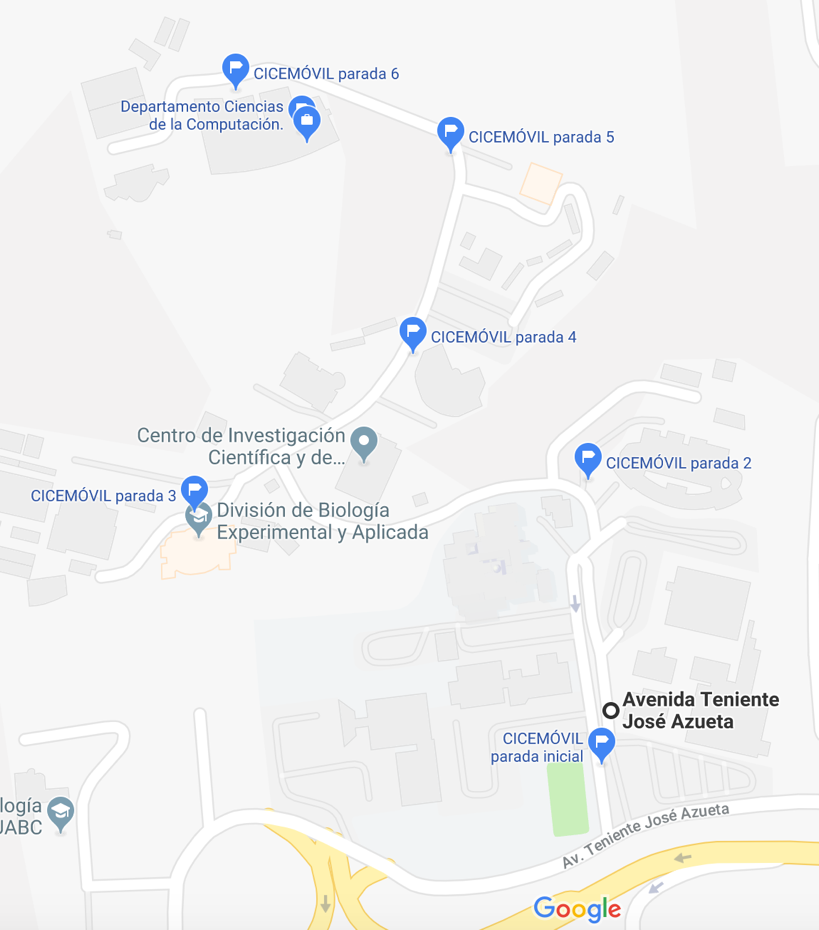 CICEMÓVIL parada 6
Departamento Ciencias
de la Computación.
CICEMÓVIL parada 5
CICEMÓVIL parada 4
Centro de Investigación
Científica y de...
CICEMÓVIL parada 2
CICEMÓVIL parada 3
División de Biología
Experimental y Aplicada
Avenida Teniente
José Azueta
CICEMÓVIL
parada inicial
logía
JABC
Av. Teniente José Azueta
Google